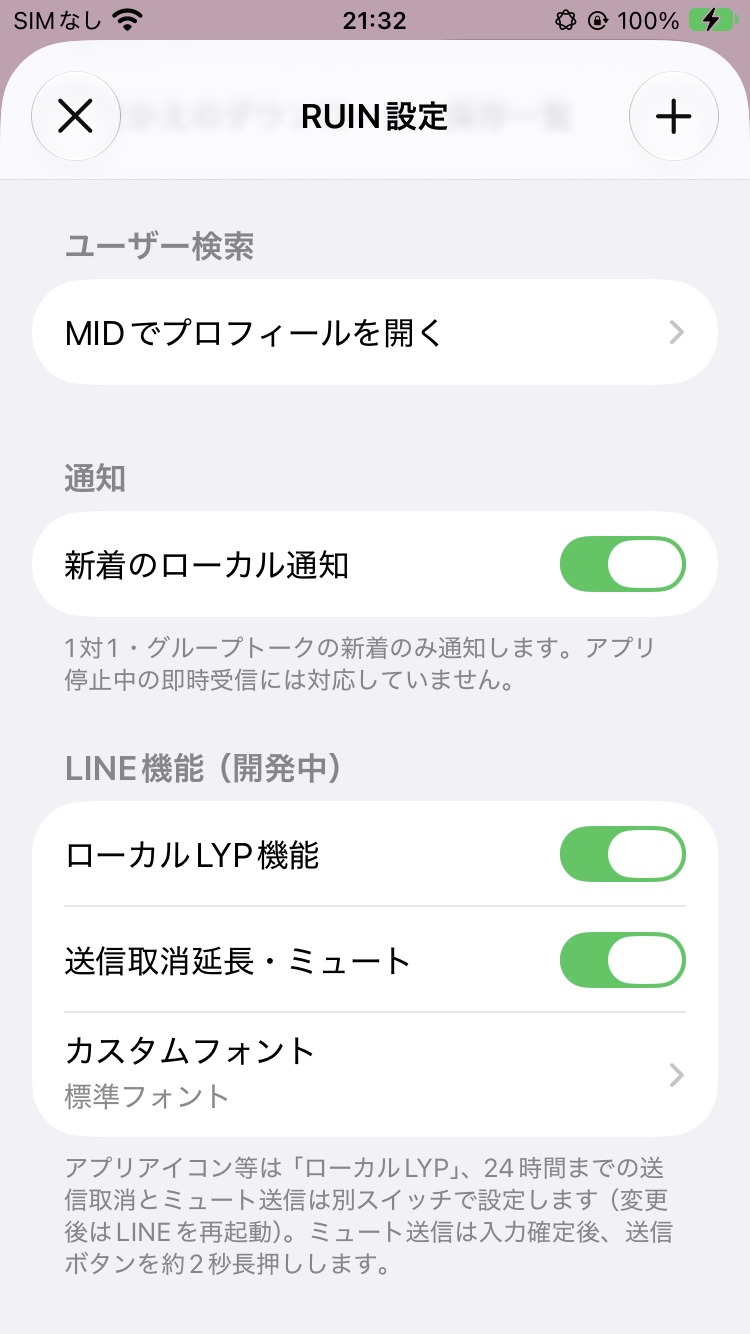 SIMなし 21:32 100%
RUIN設定
ユーザー検索
MIDでプロフィールを開く
通知
新着のローカル通知
1対1・グループトークの新着のみ通知します。アプリ
停止中の即時受信には対応していません。
LINE機能（開発中）
ローカルLYP機能
送信取消延長・ミュート
カスタムフォント
標準フォント
アプリアイコン等は「ローカルLYP」、24時間までの送
信取消とミュート送信は別スイッチで設定します（変更
後はLINEを再起動）。ミュート送信は入力確定後、送信
ボタンを約2秒長押しします。